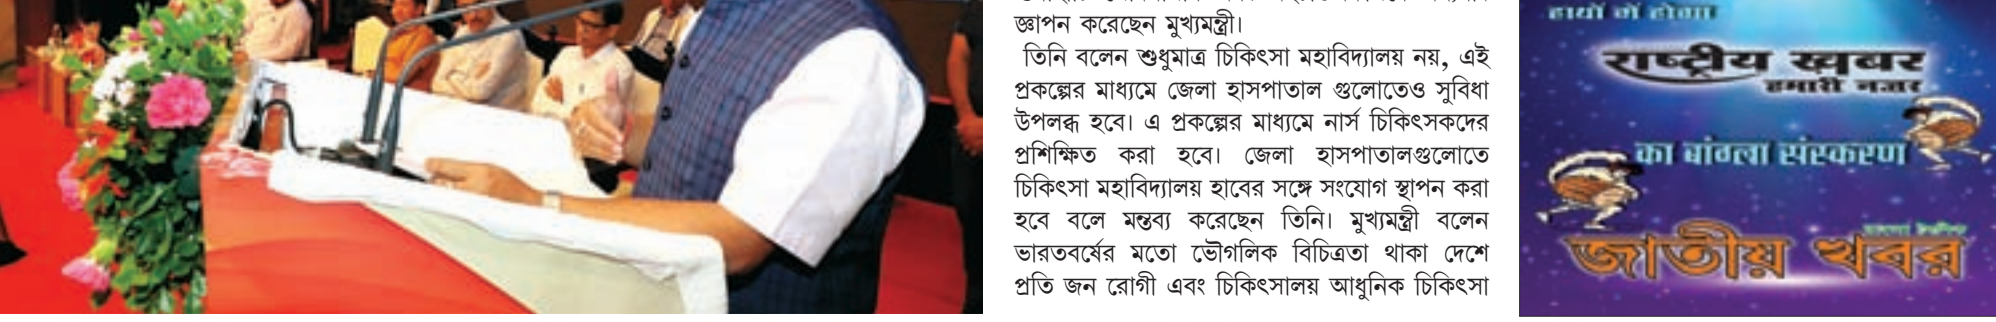 জ্ঞাপন করেছেন মুখ্যমন্ত্রী।
তিনি বলেন শুধুমাত্র চিকিৎসা মহাবিদ্যালয় নয়, এই
প্রকল্পের মাধ্যমে জেলা হাসপাতাল গুলোতেও সুবিধা
উপলব্ধ হবে। এ প্রকল্পের মাধ্যমে নার্স চিকিৎসকদের
প্রশিক্ষিত করা হবে। জেলা হাসপাতালগুলোতে
চিকিৎসা মহাবিদ্যালয় হাবের সঙ্গে সংযোগ স্থাপন করা
হবে বলে মন্তব্য করেছেন তিনি। মুখ্যমন্ত্রী বলেন
ভারতবর্ষের মতো ভৌগলিক বিচিত্রতা থাকা দেশে
প্রতি জন রোগী এবং চিকিৎসালয় আধুনিক চিকিৎসা
हाथों में होगा
राष्ट्रीय खबर
हमारी नजर
का बांग्ला संस्करण
জাতীয় খবর